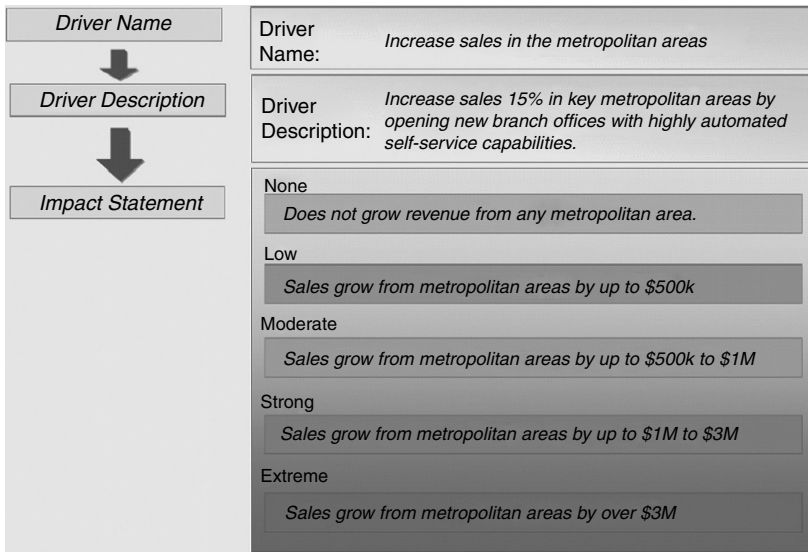 Driver Name
Driver Description
Impact Statement
Driver
Name:
Increase sales in the metropolitan areas
Driver
Description:
Increase sales 15% in key metropolitan areas by
opening new branch offices with highly automated
self-service capabilities.
None
Does not grow revenue from any metropolitan area.
Low
Sales grow from metropolitan areas by up to $500k
Moderate
Sales grow from metropolitan areas by up to $500k to $1M
Strong
Sales grow from metropolitan areas by up to $1M to $3M
Extreme
Sales grow from metropolitan areas by over $3M